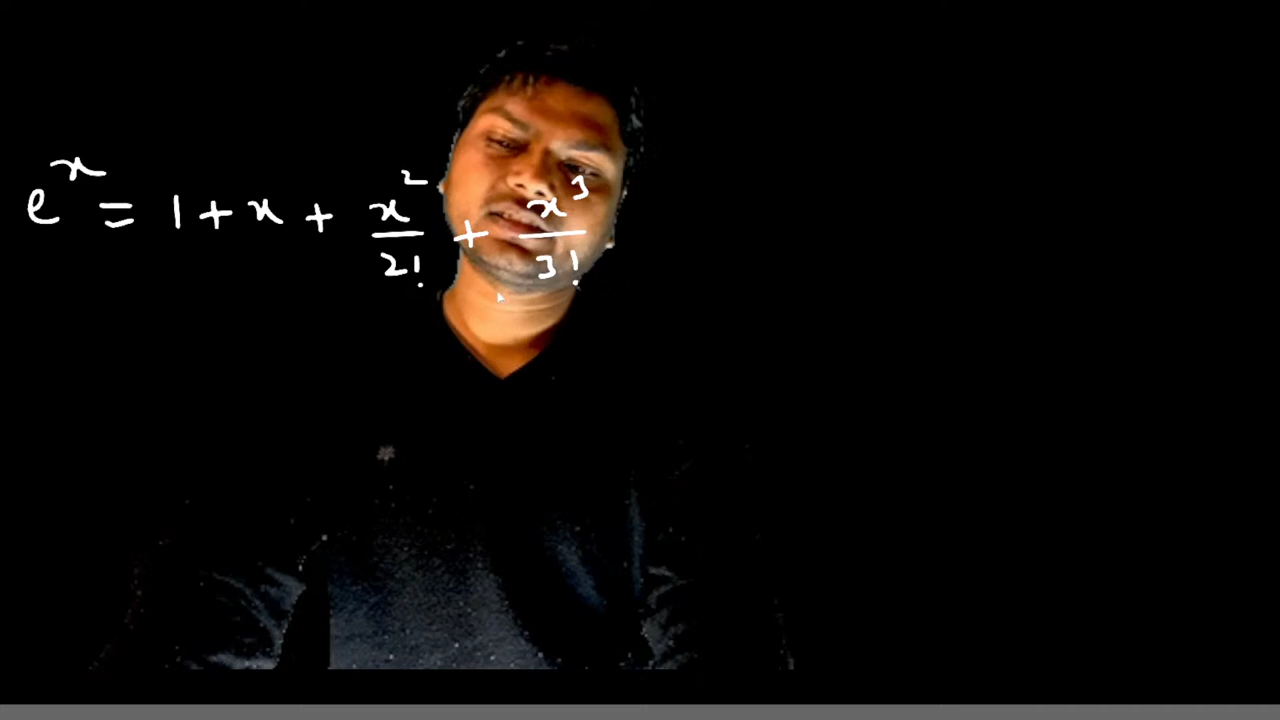 e^x = 1 + x + x^2/2! + x^3/3!